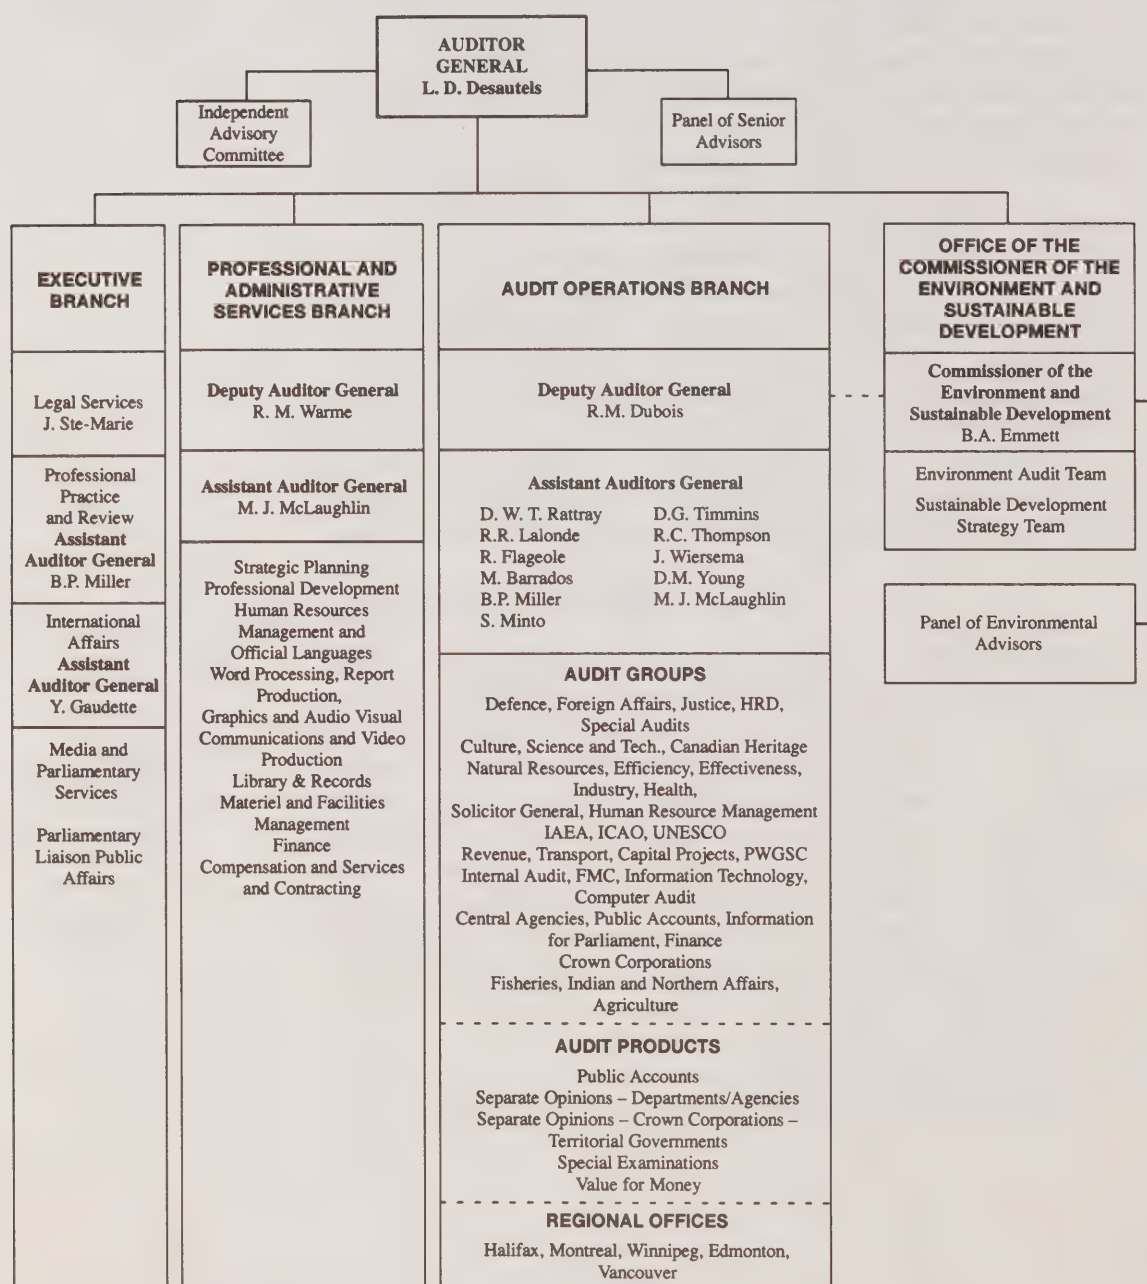 AUDITOR
GENERAL
L. D. Desautels
Independent
Advisory
Committee
Panel of Senior
Advisors
EXECUTIVE
BRANCH
Legal Services
J. Ste-Marie
Professional
Practice
and Review
Assistant
Auditor General
B.P. Miller
International
Affairs
Assistant
Auditor General
Y. Gaudette
Media and
Parliamentary
Services
Parliamentary
Liaison Public
Affairs
PROFESSIONAL AND
ADMINISTRATIVE
SERVICES BRANCH
Deputy Auditor General
R. M. Warme
Assistant Auditor General
M. J. McLaughlin
Strategic Planning
Professional Development
Human Resources
Management and
Official Languages
Word Processing, Report
Production,
Graphics and Audio Visual
Communications and Video
Production
Library & Records
Materiel and Facilities
Management
Finance
Compensation and Services
and Contracting
AUDIT OPERATIONS BRANCH
Deputy Auditor General
R.M. Dubois
Assistant Auditors General
D. W. T. Rattray
R.R. Lalonde
R. Flageole
M. Barrados
B.P. Miller
S. Minto
D.G. Timmins
R.C. Thompson
J. Wiersema
D.M. Young
M. J. McLaughlin
AUDIT GROUPS
Defence, Foreign Affairs, Justice, HRD,
Special Audits
Culture, Science and Tech., Canadian Heritage
Natural Resources, Efficiency, Effectiveness,
Industry, Health,
Solicitor General, Human Resource Management
IAEA, ICAO, UNESCO
Revenue, Transport, Capital Projects, PWGSC
Internal Audit, FMC, Information Technology,
Computer Audit
Central Agencies, Public Accounts, Information
for Parliament, Finance
Crown Corporations
Fisheries, Indian and Northern Affairs,
Agriculture
AUDIT PRODUCTS
Public Accounts
Separate Opinions – Departments/Agencies
Separate Opinions – Crown Corporations –
Territorial Governments
Special Examinations
Value for Money
REGIONAL OFFICES
Halifax, Montreal, Winnipeg, Edmonton,
Vancouver
OFFICE OF THE
COMMISSIONER OF THE
ENVIRONMENT AND
SUSTAINABLE
DEVELOPMENT
Commissioner of the
Environment and
Sustainable Development
B.A. Emmett
Environment Audit Team
Sustainable Development
Strategy Team
Panel of Environmental
Advisors